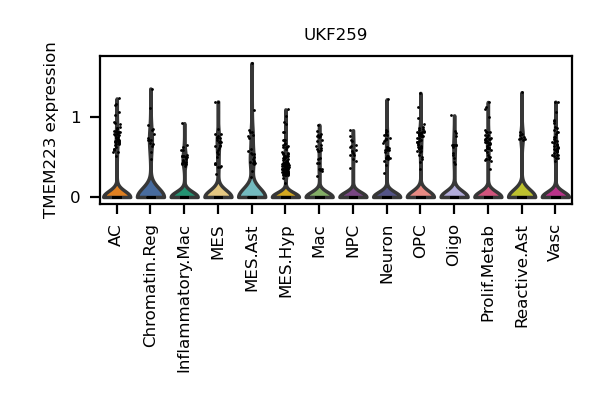 UKF259
TMEM223 expression
1
0
AC
Chromatin.Reg
Inflammatory.Mac
MES
MES.Ast
MES.Hyp
Mac
NPC
Neuron
OPC
Oligo
Prolif.Metab
Reactive.Ast
Vasc